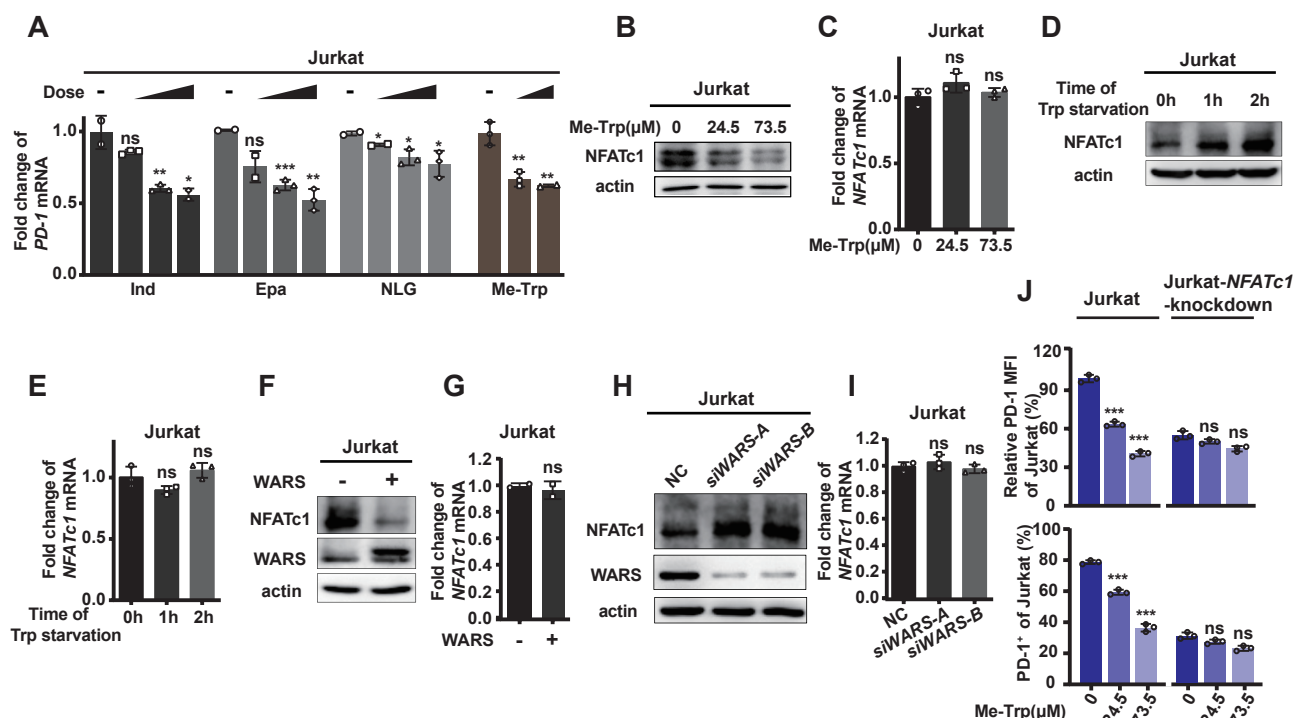 A
Jurkat
Dose - - - -
Fold change of
PD-1 mRNA
1.0
0.5
0.0
ns ** *
ns *** **
* * *
** **
Ind Epa NLG Me-Trp
B
Jurkat
Me-Trp(μM) 0 24.5 73.5
NFATc1
actin
C
Jurkat
Fold change of
NFATc1 mRNA
1.0
0.5
0.0
ns ns
Me-Trp(μM) 0 24.5 73.5
D
Jurkat
Time of
Trp starvation 0h 1h 2h
NFATc1
actin
E
Jurkat
Fold change of
NFATc1 mRNA
1.0
0.5
0
ns ns
Time of
Trp starvation 0h 1h 2h
F
Jurkat
WARS - +
NFATc1
WARS
actin
G
Jurkat
Fold change of
NFATc1 mRNA
1.2
1.0
0.8
0.6
0.4
0.2
0.0
ns
WARS - +
H
Jurkat
NC siWARS-A siWARS-B
NFATc1
WARS
actin
I
Jurkat
Fold change of
NFATc1 mRNA
1.2
1.0
0.8
0.6
0.4
0.2
0.0
ns ns
NC siWARS-A siWARS-B
J
Jurkat
Jurkat-NFATc1
-knockdown
Relative PD-1 MFI
of Jurkat (%)
120
90
60
30
0
*** *** ns ns
PD-1⁺ of Jurkat (%)
100
80
60
40
20
0
*** *** ns ns
Me-Trp(μM) 0 24.5 73.5 0 24.5 73.5